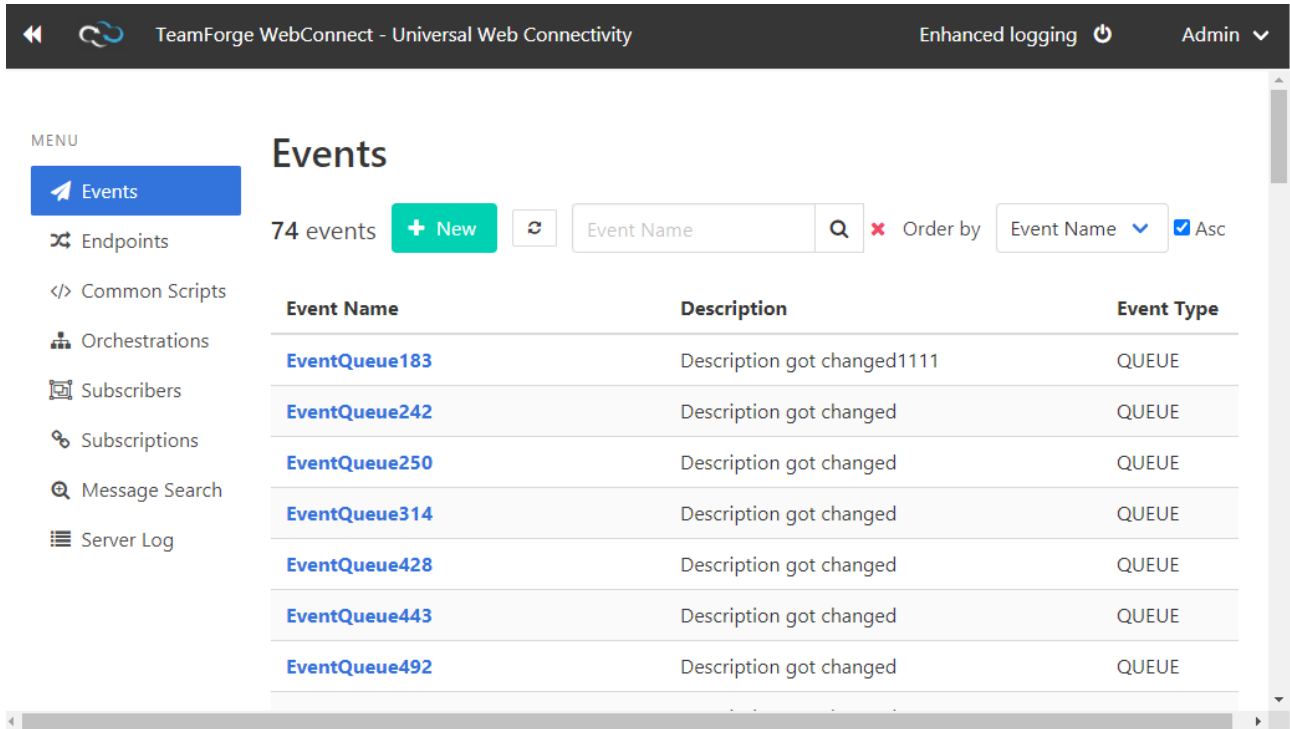 TeamForge WebConnect - Universal Web Connectivity Enhanced logging Admin
MENU
Events
Endpoints
</> Common Scripts
Orchestrations
Subscribers
Subscriptions
Message Search
Server Log
Events
74 events + New Event Name Order by Event Name Asc
Event Name Description Event Type
EventQueue183 Description got changed1111 QUEUE
EventQueue242 Description got changed QUEUE
EventQueue250 Description got changed QUEUE
EventQueue314 Description got changed QUEUE
EventQueue428 Description got changed QUEUE
EventQueue443 Description got changed QUEUE
EventQueue492 Description got changed QUEUE